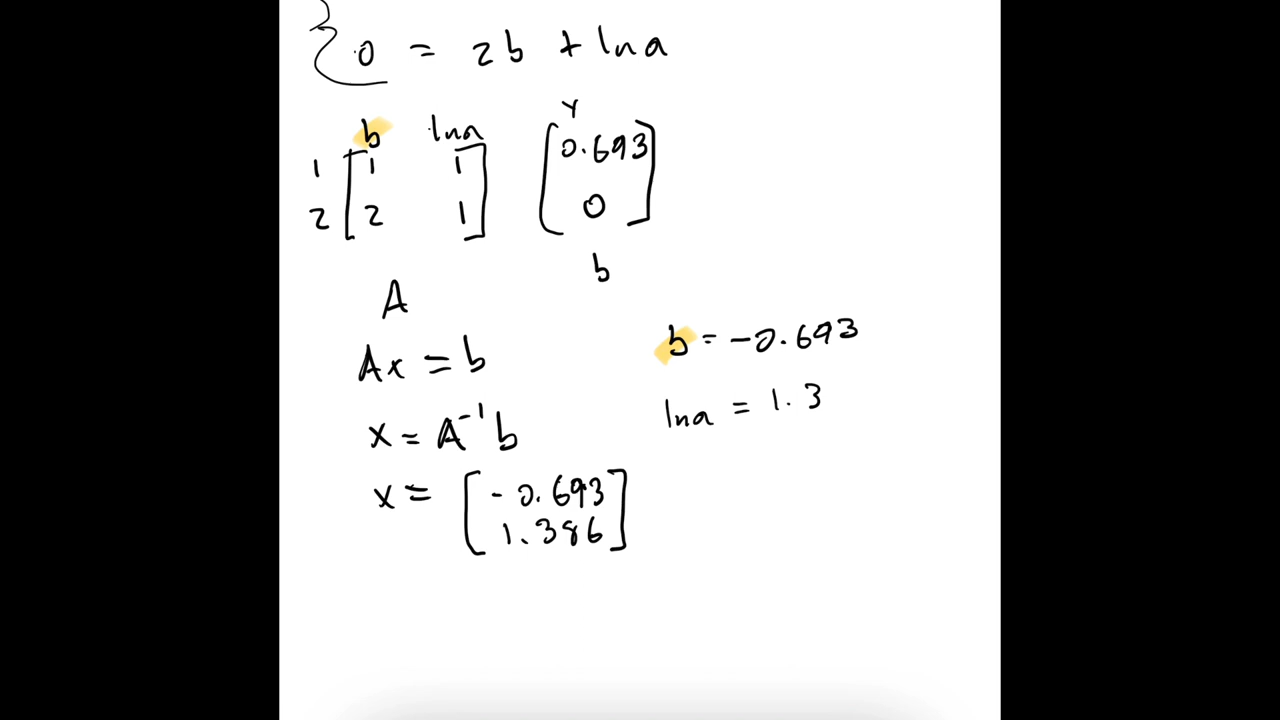 0 = 2b + ln a
b ln a Y
1 [1 1] [0.693]
2 [2 1] [0]
b
A
Ax = b
b = -0.693
x = A⁻¹b
ln a = 1.3
x = [-0.693
1.386]